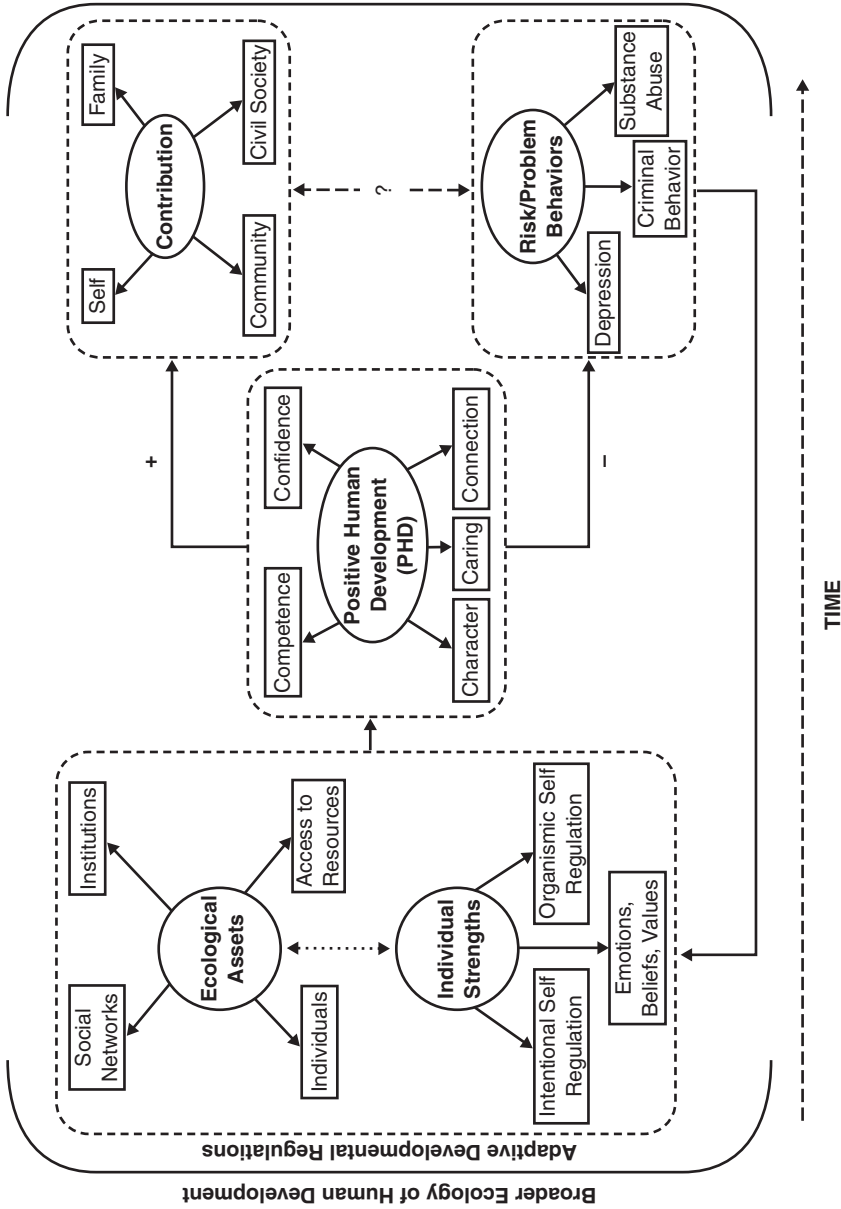 Broader Ecology of Human Development
Adaptive Developmental Regulations
Social
Networks
Institutions
Ecological
Assets
Individuals
Access to
Resources
Individual
Strengths
Intentional Self
Regulation
Organismic Self
Regulation
Emotions,
Beliefs, Values
Competence
Confidence
Positive Human
Development
(PHD)
Character
Caring
Connection
+
–
Self
Family
Contribution
Community
Civil Society
?
Risk/Problem
Behaviors
Depression
Criminal
Behavior
Substance
Abuse
TIME